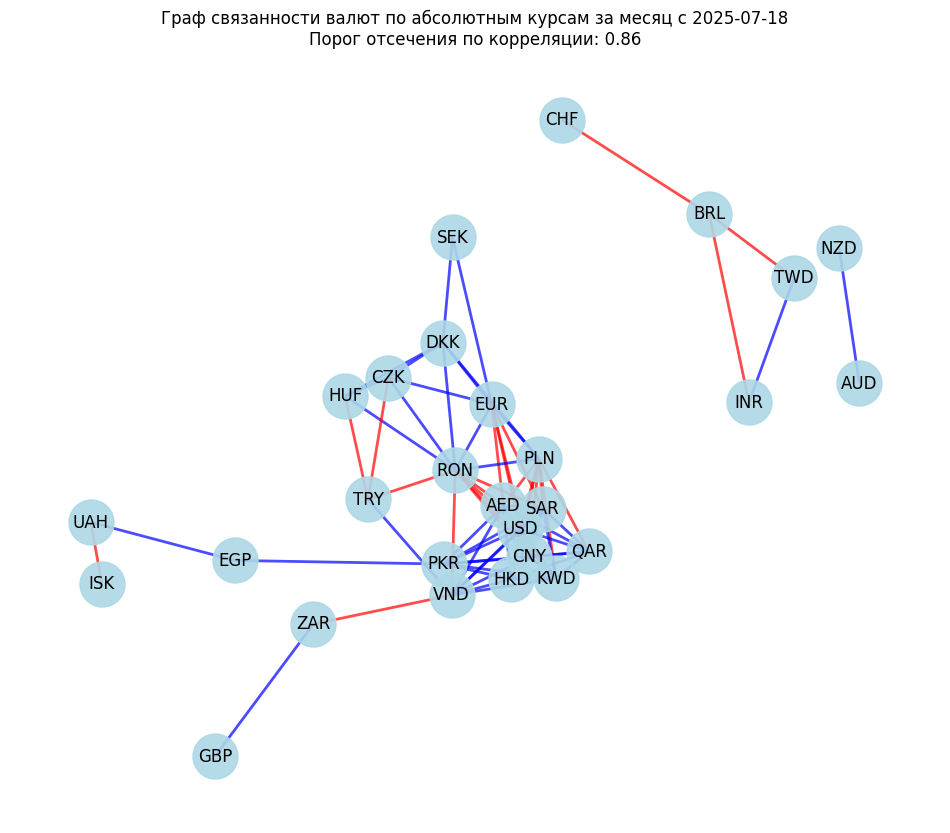 Граф связанности валют по абсолютным курсам за месяц с 2025-07-18
Порог отсечения по корреляции: 0.86
CHF
BRL
SEK
NZD
TWD
DKK
CZK
HUF
AUD
EUR
INR
PLN
RON
TRY
AED
SAR
UAH
USD
QAR
CNY
EGP
PKR
HKD
KWD
ISK
VND
ZAR
GBP